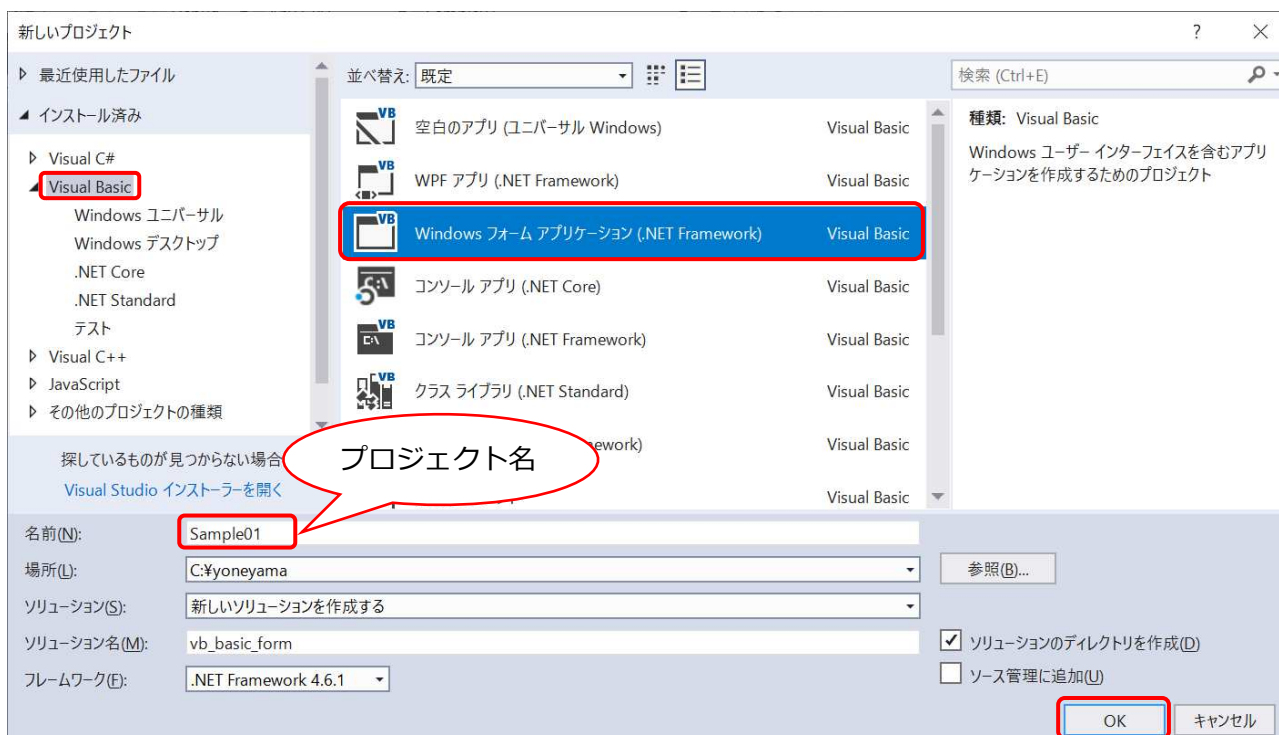 新しいプロジェクト
?
最近使用したファイル
インストール済み
Visual C#
Visual Basic
Windows ユニバーサル
Windows デスクトップ
.NET Core
.NET Standard
テスト
Visual C++
JavaScript
その他のプロジェクトの種類
探しているものが見つからない場合
Visual Studio インストーラーを開く
並べ替え: 既定
空白のアプリ (ユニバーサル Windows) Visual Basic
WPF アプリ (.NET Framework) Visual Basic
Windows フォーム アプリケーション (.NET Framework) Visual Basic
コンソール アプリ (.NET Core) Visual Basic
コンソール アプリ (.NET Framework) Visual Basic
クラス ライブラリ (.NET Standard) Visual Basic
Visual Basic
Visual Basic
検索 (Ctrl+E)
種類: Visual Basic
Windows ユーザー インターフェイスを含むアプリ
ケーションを作成するためのプロジェクト
プロジェクト名
名前(N): Sample01
場所(L): C:¥yoneyama 参照(B)...
ソリューション(S): 新しいソリューションを作成する
ソリューション名(M): vb_basic_form ソリューションのディレクトリを作成(D)
フレームワーク(F): .NET Framework 4.6.1 ソース管理に追加(U)
OK キャンセル